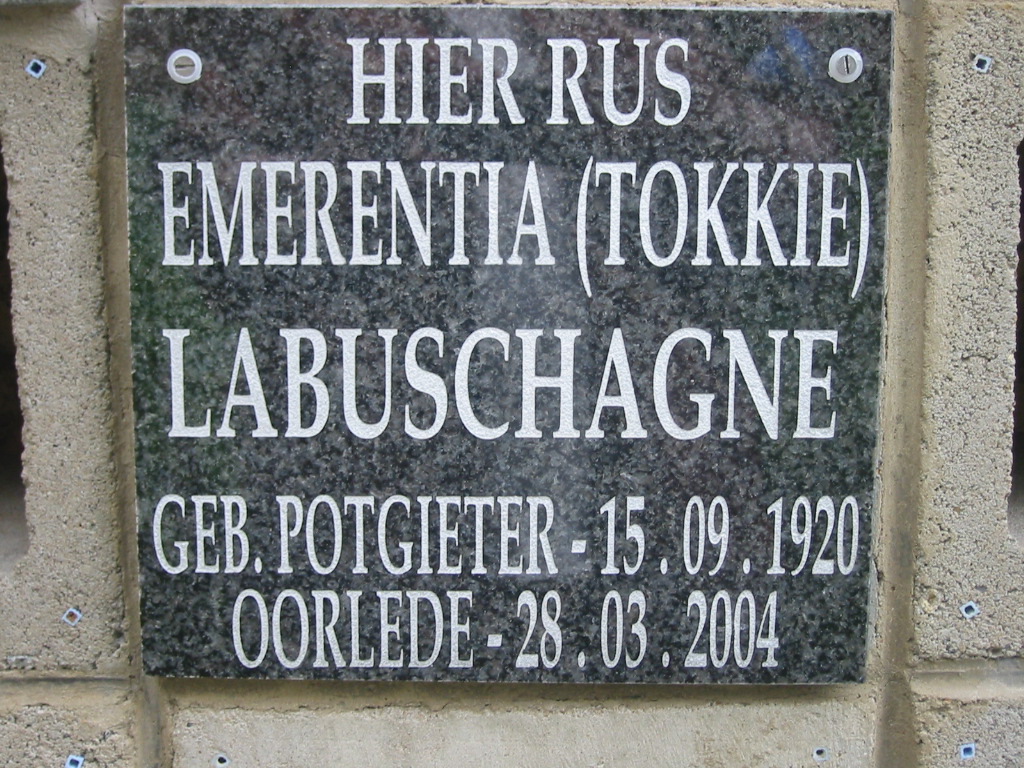 HIER RUS
EMERENTIA (TOKKIE)
LABUSCHAGNE
GEB. POTGIETER - 15 . 09 . 1920
OORLEDE - 28 . 03 . 2004